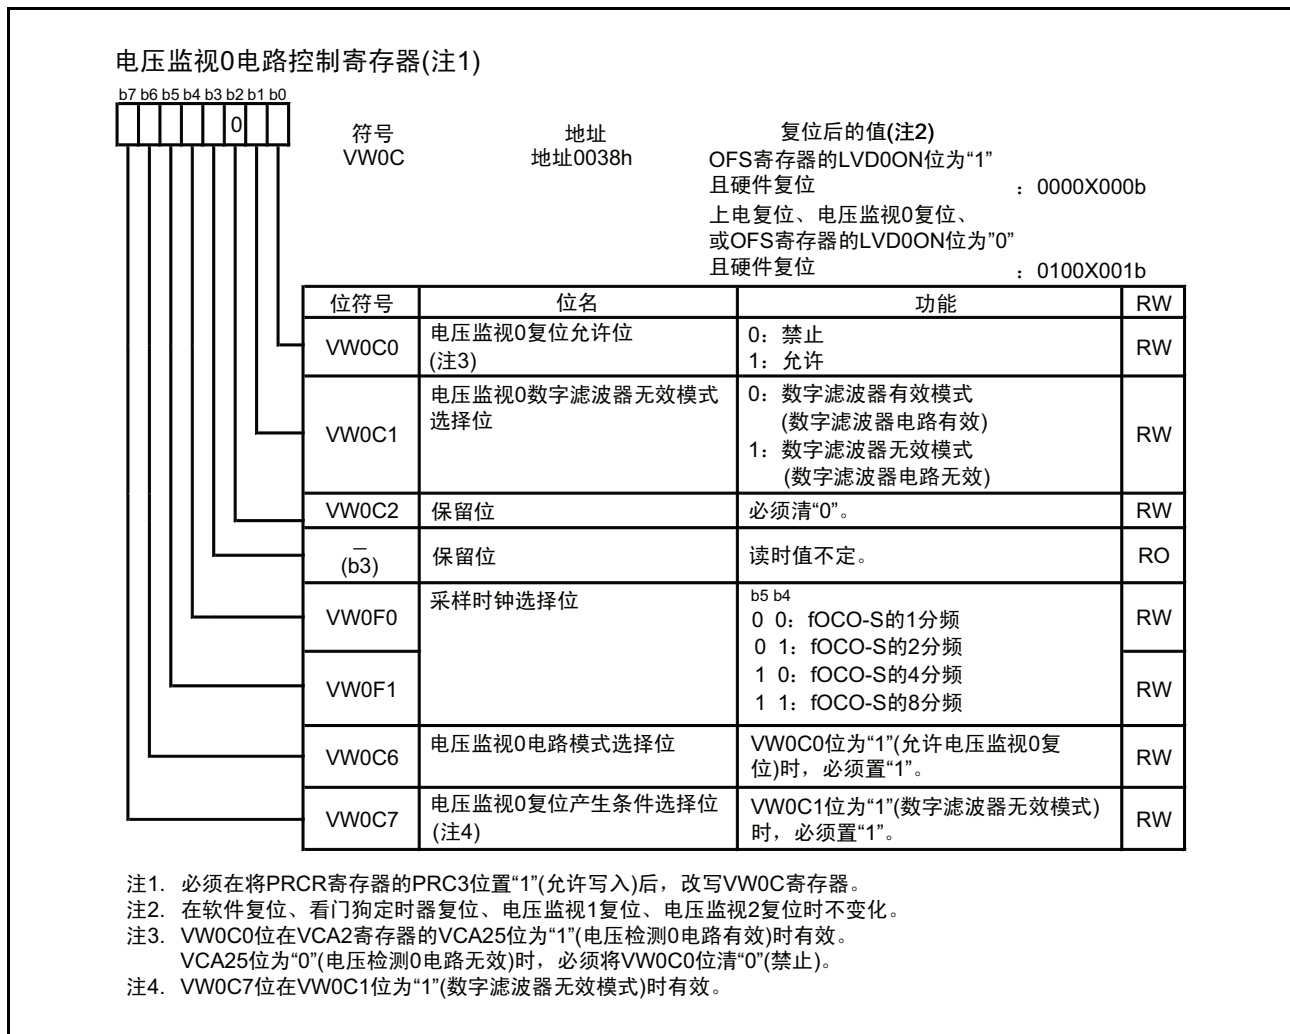 电压监视0电路控制寄存器(注1)
b7 b6 b5 b4 b3 b2 b1 b0
0
符号 地址 复位后的值(注2)
VW0C 地址0038h OFS寄存器的LVD0ON位为“1”
且硬件复位 ：0000X000b
上电复位、电压监视0复位、
或OFS寄存器的LVD0ON位为”0”
且硬件复位 ：0100X001b
位符号 位名 功能 RW
VW0C0 电压监视0复位允许位 0：禁止 RW
(注3) 1：允许
VW0C1 电压监视0数字滤波器无效模式 0：数字滤波器有效模式 RW
选择位 (数字滤波器电路有效)
1：数字滤波器无效模式
(数字滤波器电路无效)
VW0C2 保留位 必须清“0”。 RW
—
(b3) 保留位 读时值不定。 RO
VW0F0 采样时钟选择位 b5 b4 RW
0 0：fOCO-S的1分频
0 1：fOCO-S的2分频
VW0F1 1 0：fOCO-S的4分频 RW
1 1：fOCO-S的8分频
VW0C6 电压监视0电路模式选择位 VW0C0位为“1”(允许电压监视0复 RW
位)时，必须置“1”。
VW0C7 电压监视0复位产生条件选择位 VW0C1位为“1”(数字滤波器无效模式) RW
(注4) 时，必须置“1”。
注1. 必须在将PRCR寄存器的PRC3位置“1”(允许写入)后，改写VW0C寄存器。
注2. 在软件复位、看门狗定时器复位、电压监视1复位、电压监视2复位时不变化。
注3. VW0C0位在VCA2寄存器的VCA25位为“1”(电压检测0电路有效)时有效。
VCA25位为“0”(电压检测0电路无效)时，必须将VW0C0位清“0”(禁止)。
注4. VW0C7位在VW0C1位为“1”(数字滤波器无效模式)时有效。